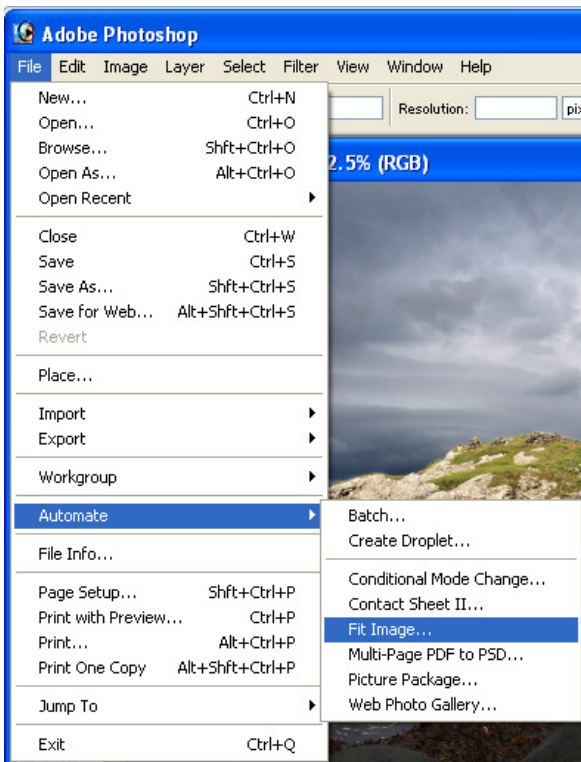 Adobe Photoshop
File Edit Image Layer Select Filter View Window Help
Resolution:
2.5% (RGB)
New... Ctrl+N
Open... Ctrl+O
Browse... Shft+Ctrl+O
Open As... Alt+Ctrl+O
Open Recent
Close Ctrl+W
Save Ctrl+S
Save As... Shft+Ctrl+S
Save for Web... Alt+Shft+Ctrl+S
Revert
Place...
Import
Export
Workgroup
Automate
File Info...
Page Setup... Shft+Ctrl+P
Print with Preview... Ctrl+P
Print... Alt+Ctrl+P
Print One Copy Alt+Shft+Ctrl+P
Jump To
Exit Ctrl+Q
Batch...
Create Droplet...
Conditional Mode Change...
Contact Sheet II...
Fit Image...
Multi-Page PDF to PSD...
Picture Package...
Web Photo Gallery...